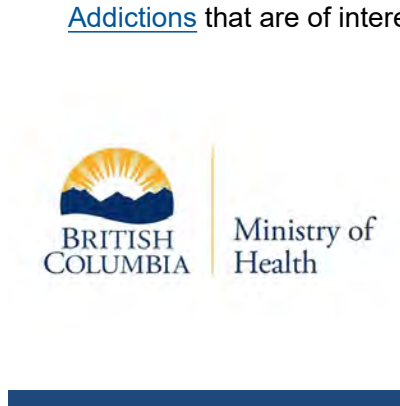 Addictions that are of intere
BRITISH
COLUMBIA
Ministry of
Health